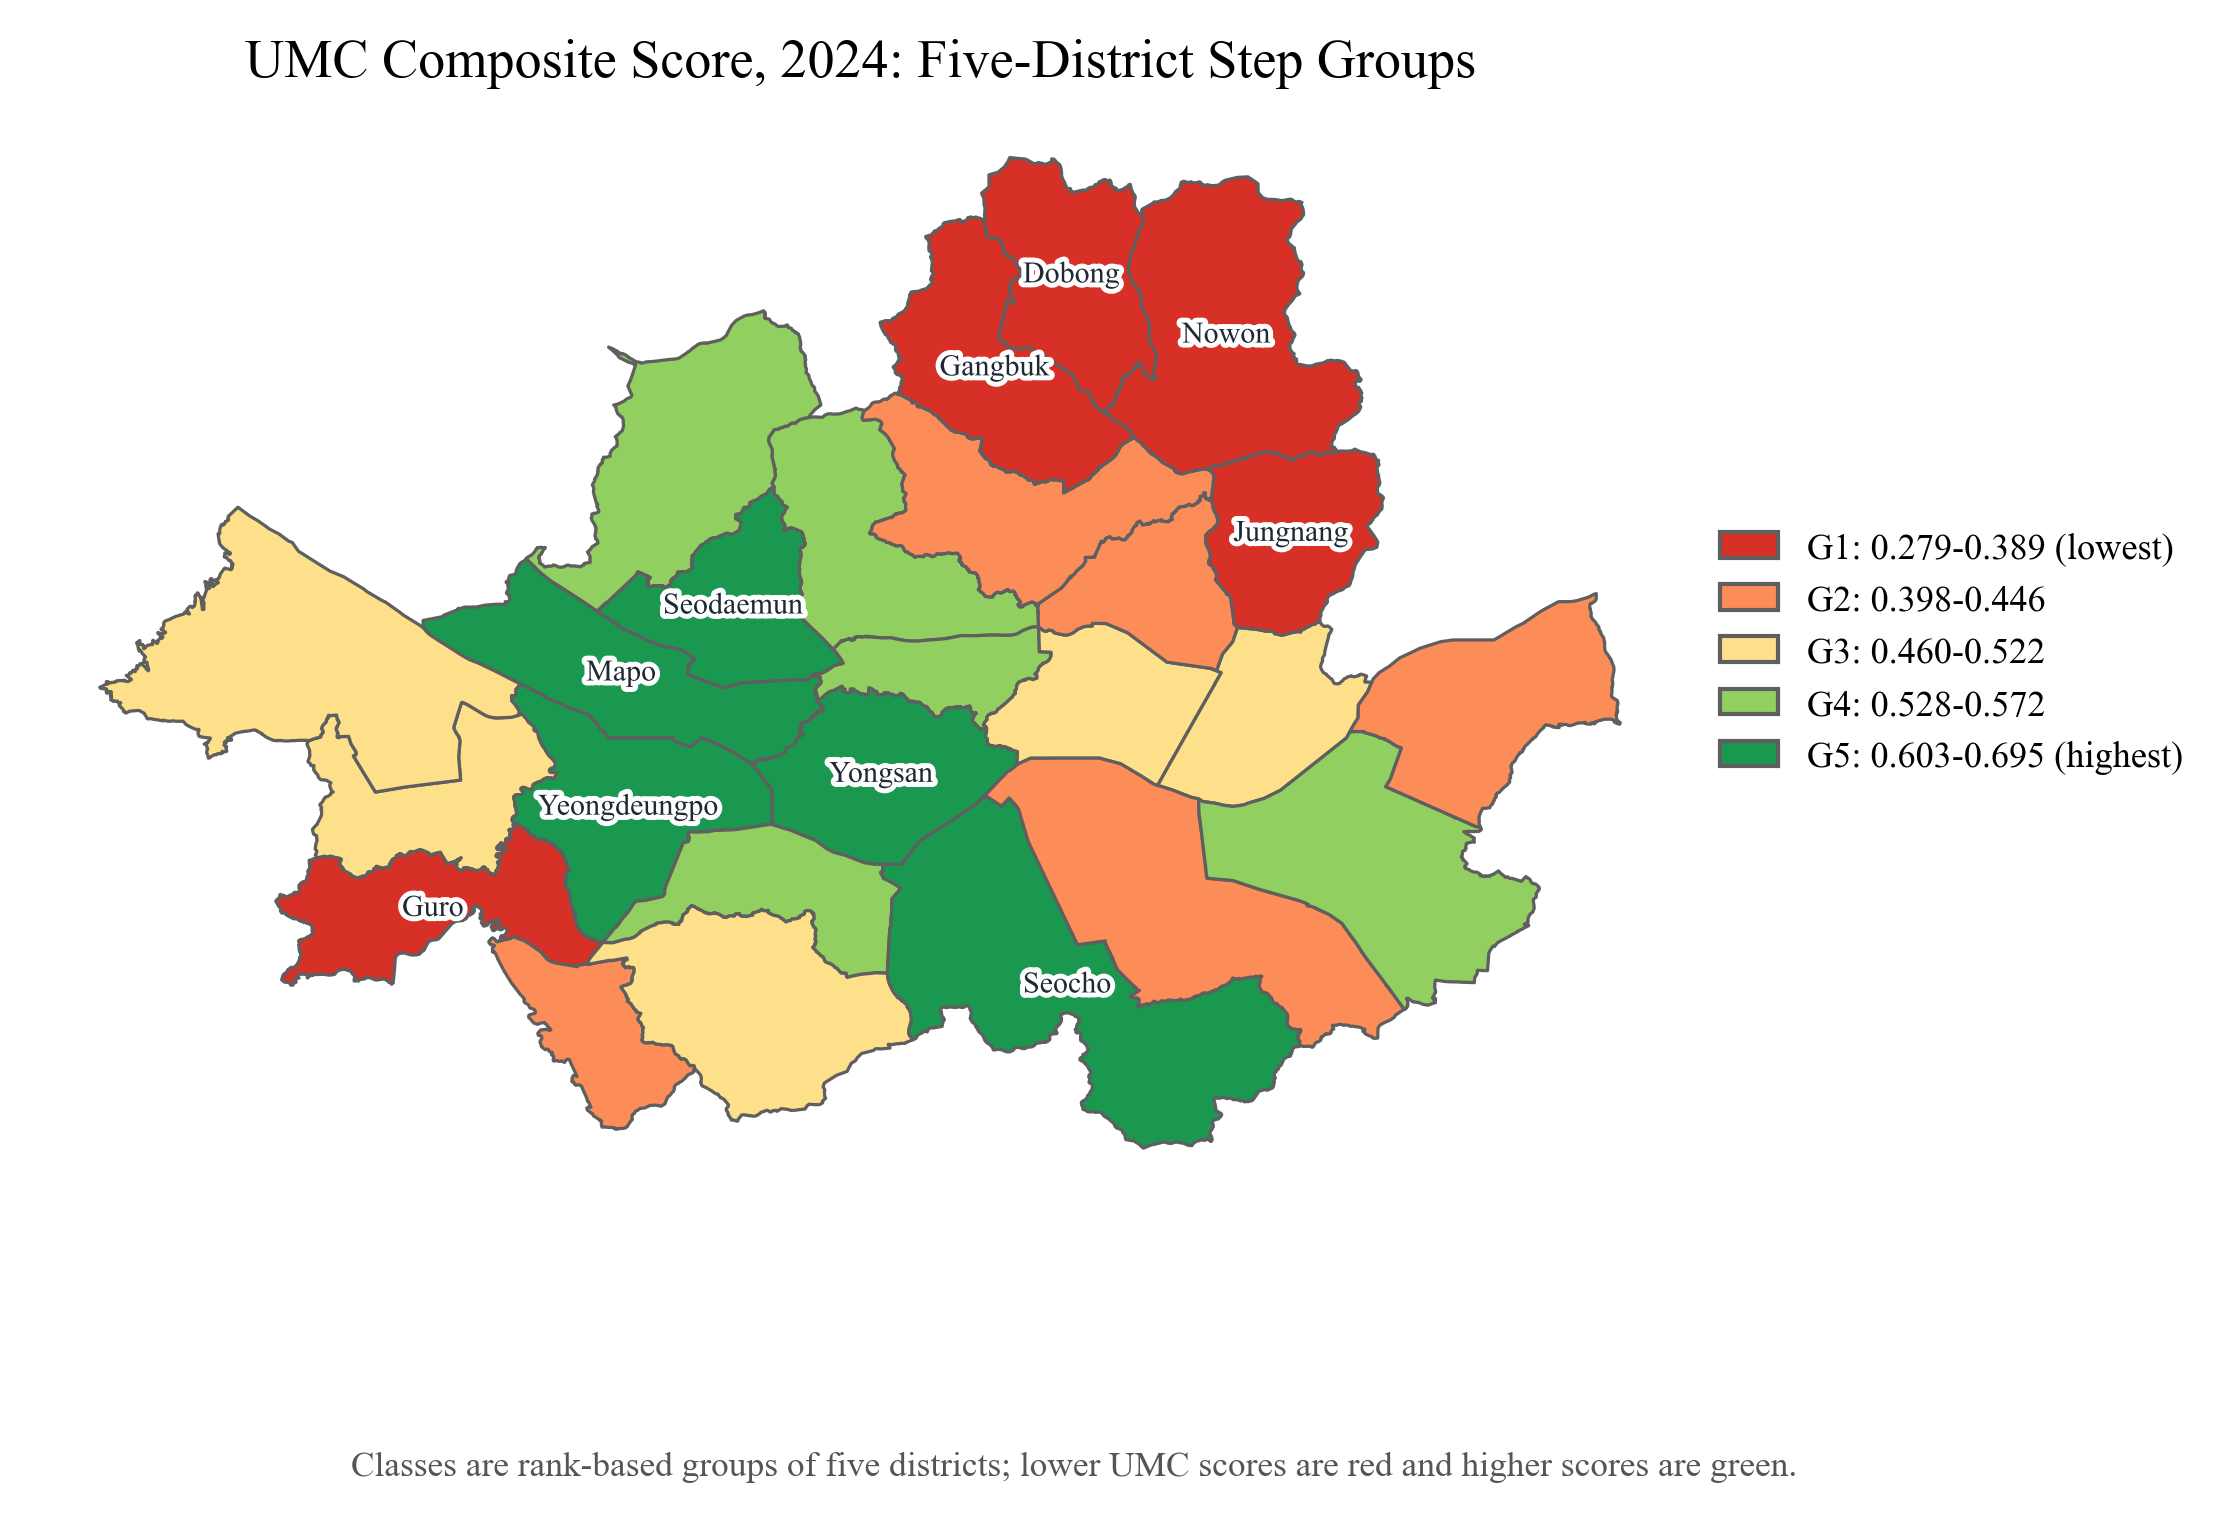 UMC Composite Score, 2024: Five-District Step Groups
Dobong
Nowon
Gangbuk
Jungnang
Seodaemun
Mapo
Yongsan
Yeongdeungpo
Guro
Seocho
G1: 0.279-0.389 (lowest)
G2: 0.398-0.446
G3: 0.460-0.522
G4: 0.528-0.572
G5: 0.603-0.695 (highest)
Classes are rank-based groups of five districts; lower UMC scores are red and higher scores are green.